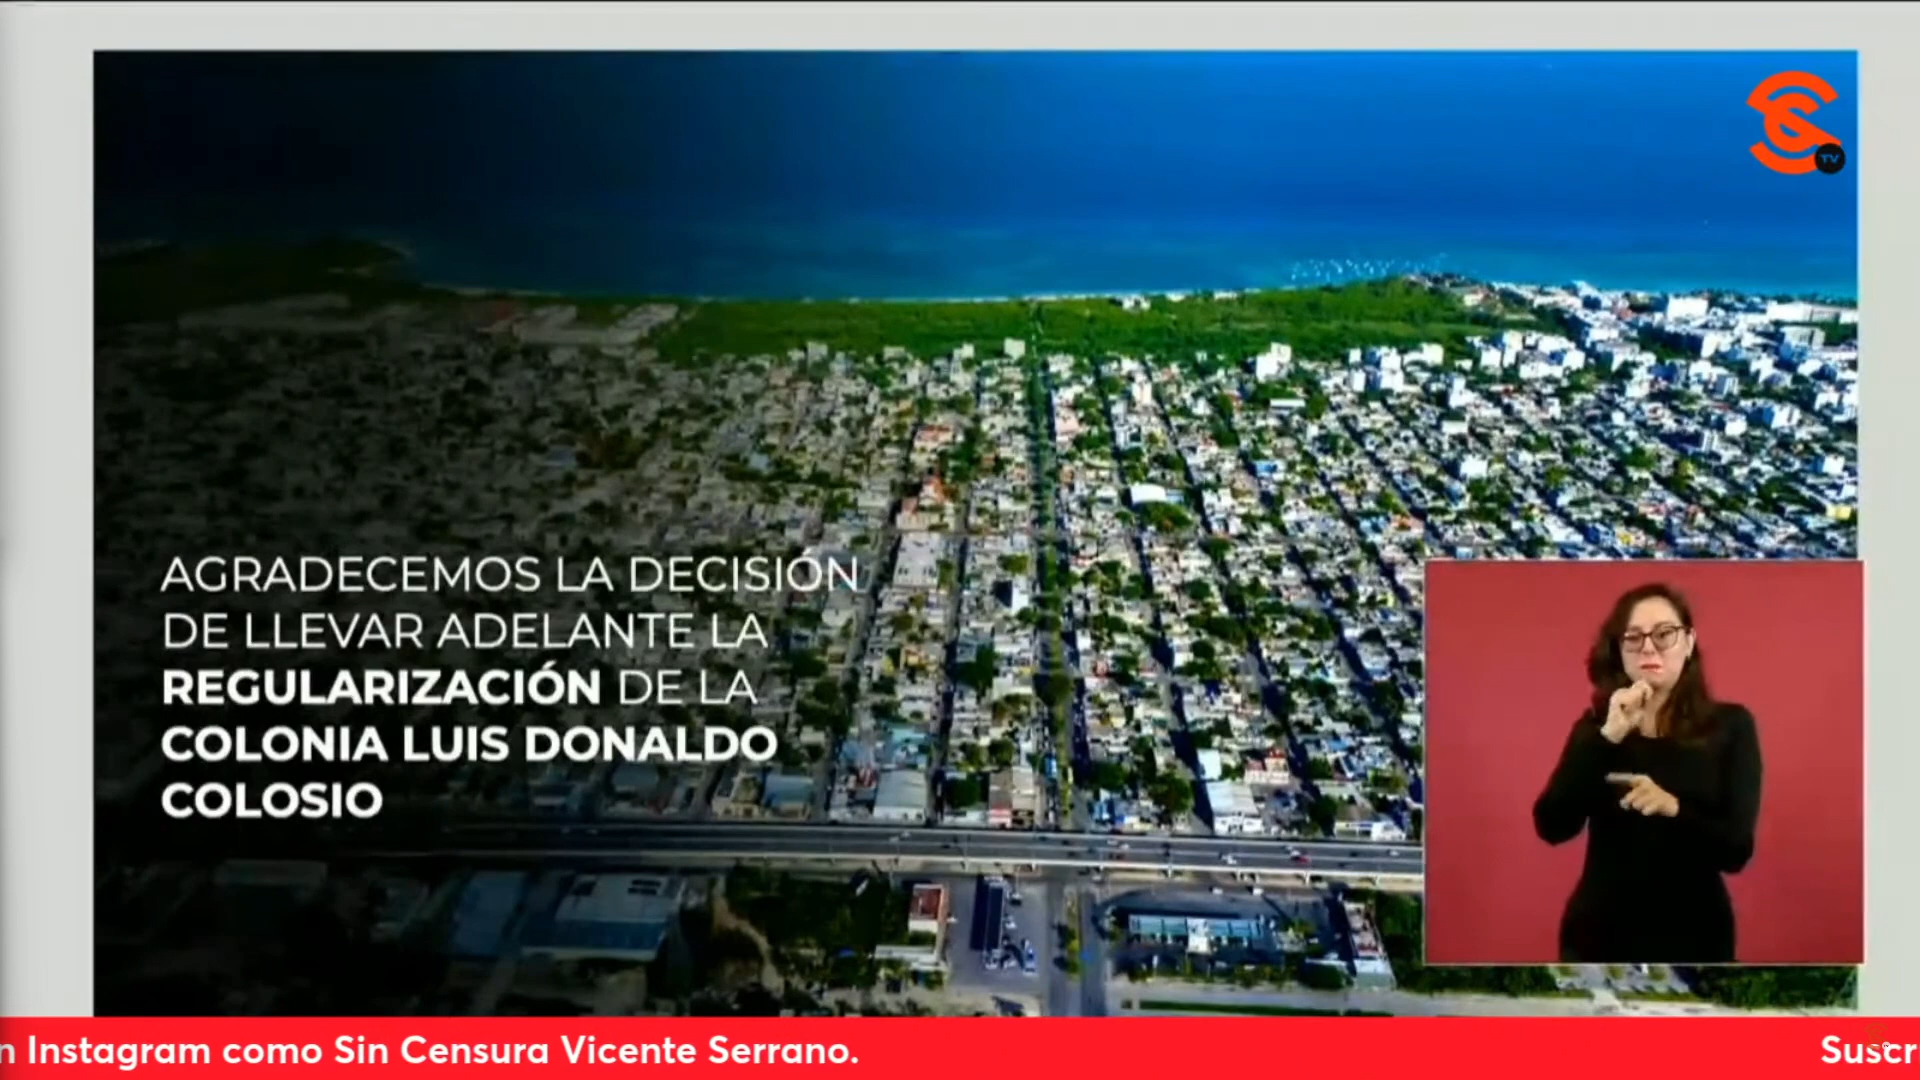 TV
AGRADECEMOS LA DECISIÓN
DE LLEVAR ADELANTE LA
REGULARIZACIÓN DE LA
COLONIA LUIS DONALDO
COLOSIO
n Instagram como Sin Censura Vicente Serrano.
Suscr